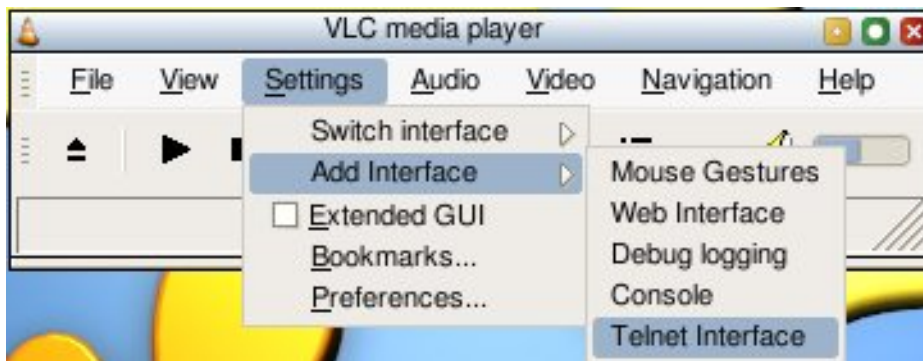 VLC media player
File View Settings Audio Video Navigation Help
Switch interface
Add Interface
Extended GUI
Bookmarks...
Preferences...
Mouse Gestures
Web Interface
Debug logging
Console
Telnet Interface